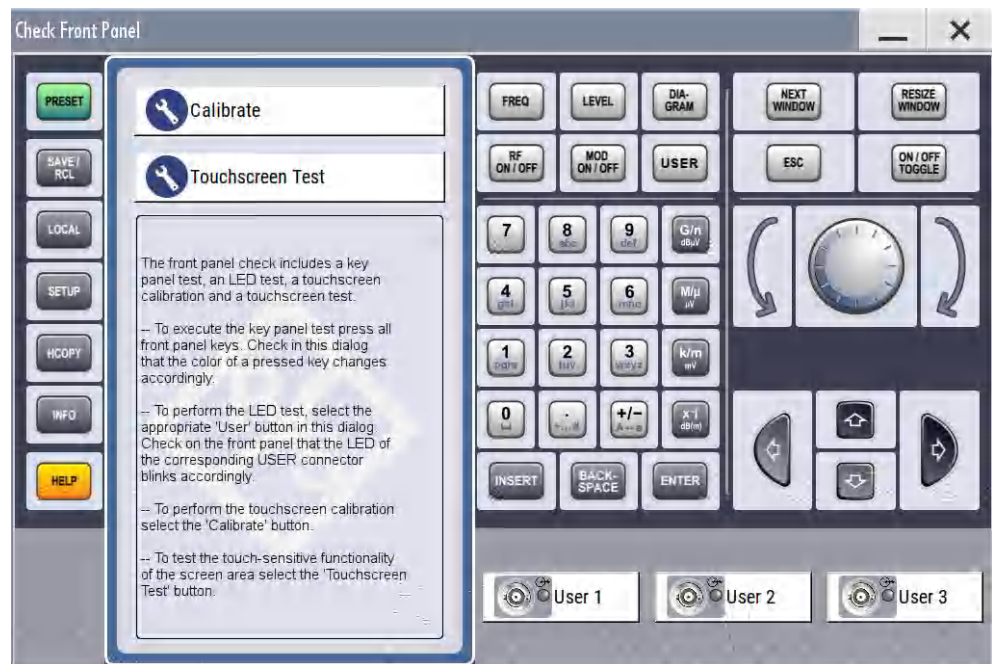 Check Front Panel
PRESET
SAVE /
RCL
LOCAL
SETUP
HCOPY
INFO
HELP
Calibrate
Touchscreen Test
The front panel check includes a key
panel test, an LED test, a touchscreen
calibration and a touchscreen test.
-- To execute the key panel test press all
front panel keys. Check in this dialog
that the color of a pressed key changes
accordingly.
-- To perform the LED test, select the
appropriate 'User' button in this dialog.
Check on the front panel that the LED of
the corresponding USER connector
blinks accordingly.
-- To perform the touchscreen calibration
select the 'Calibrate' button.
-- To test the touch-sensitive functionality
of the screen area select the 'Touchscreen
Test' button.
FREQ
LEVEL
DIA-
GRAM
NEXT
WINDOW
RESIZE
WINDOW
RF
ON / OFF
MOD
ON / OFF
USER
ESC
ON / OFF
TOGGLE
7
8
abc
9
def
G/n
dBµV
4
ghi
5
jkl
6
mno
M/µ
µV
1
pqrs
2
tuv
3
wxyz
k/m
mV
0
.
+/-
x 1
dB(m)
INSERT
BACK-
SPACE
ENTER
User 1
User 2
User 3